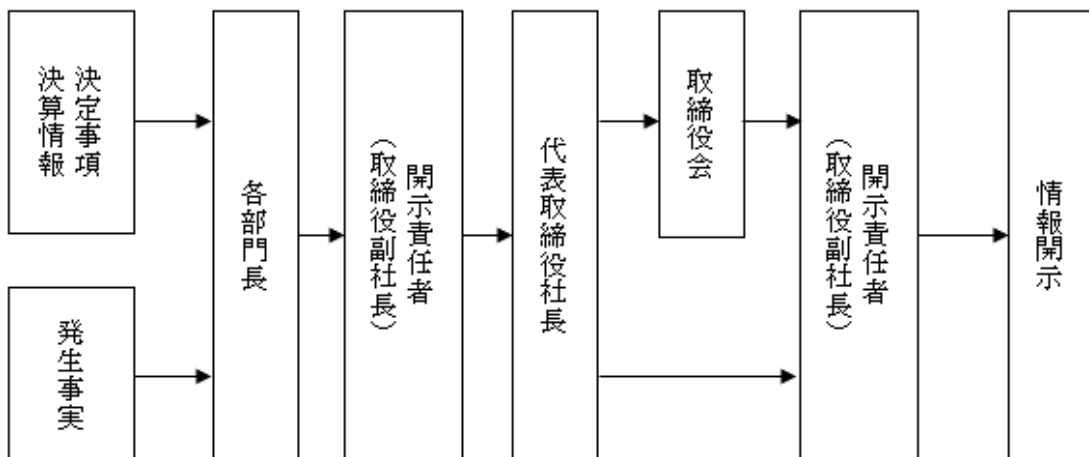 決定事項
決算情報
発生事実
各部門長
開示責任者
（取締役副社長）
代表取締役社長
取締役会
開示責任者
（取締役副社長）
情報開示